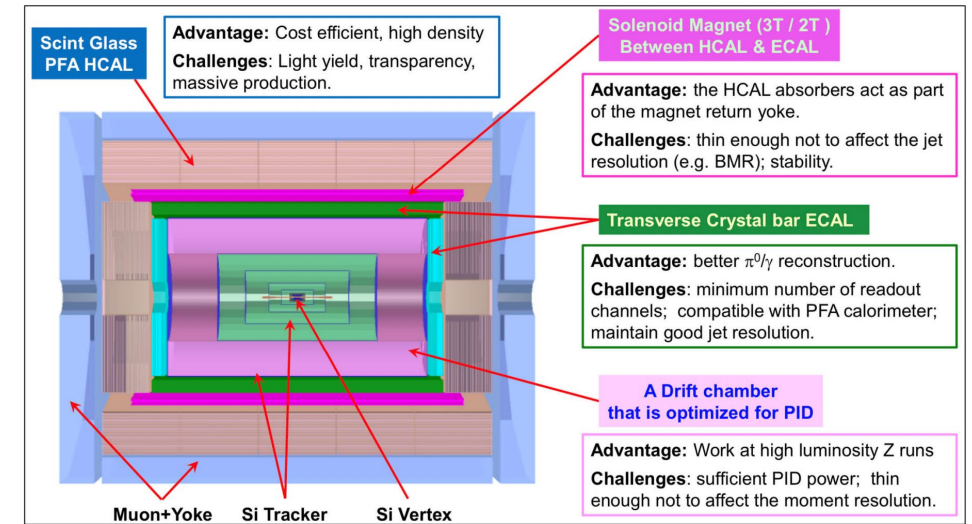 Scint Glass
PFA HCAL
Advantage: Cost efficient, high density
Challenges: Light yield, transparency,
massive production.
Solenoid Magnet (3T / 2T )
Between HCAL & ECAL
Advantage: the HCAL absorbers act as part
of the magnet return yoke.
Challenges: thin enough not to affect the jet
resolution (e.g. BMR); stability.
Transverse Crystal bar ECAL
Advantage: better π⁰/γ reconstruction.
Challenges: minimum number of readout
channels; compatible with PFA calorimeter;
maintain good jet resolution.
A Drift chamber
that is optimized for PID
Advantage: Work at high luminosity Z runs
Challenges: sufficient PID power; thin
enough not to affect the moment resolution.
Muon+Yoke
Si Tracker
Si Vertex